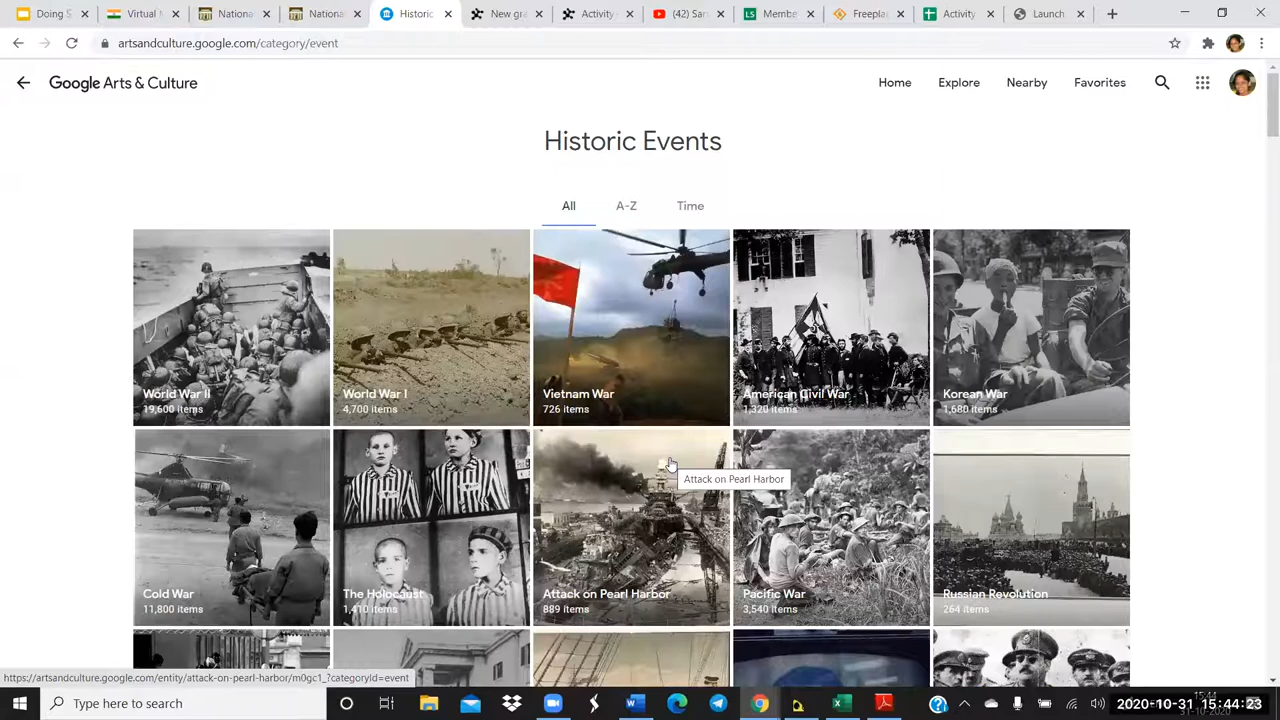 Doing S
Virtual M
Nationa
Nationa
Historic
New gre
Activity
(42) San
Membe
Freeplan
Activity
Launch
artsandculture.google.com/category/event
Google Arts & Culture
Home Explore Nearby Favorites
Historic Events
All A-Z Time
World War II
19,600 items
World War I
4,700 items
Vietnam War
726 items
American Civil War
1,320 items
Korean War
1,680 items
Attack on Pearl Harbor
Cold War
11,800 items
The Holocaust
1,410 items
Attack on Pearl Harbor
889 items
Pacific War
3,540 items
Russian Revolution
264 items
https://artsandculture.google.com/entity/attack-on-pearl-harbor/m0gc1_?categoryId=event
Type here to search
15:44
2020-10-31 15:44:23